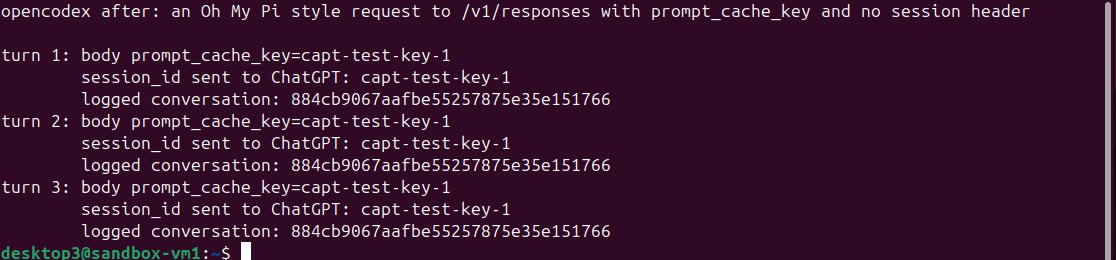 opencodex after: an Oh My Pi style request to /v1/responses with prompt_cache_key and no session header
turn 1: body prompt_cache_key=capt-test-key-1
session_id sent to ChatGPT: capt-test-key-1
logged conversation: 884cb9067aafbe55257875e35e151766
turn 2: body prompt_cache_key=capt-test-key-1
session_id sent to ChatGPT: capt-test-key-1
logged conversation: 884cb9067aafbe55257875e35e151766
turn 3: body prompt_cache_key=capt-test-key-1
session_id sent to ChatGPT: capt-test-key-1
logged conversation: 884cb9067aafbe55257875e35e151766
desktop3@sandbox-vm1:~$